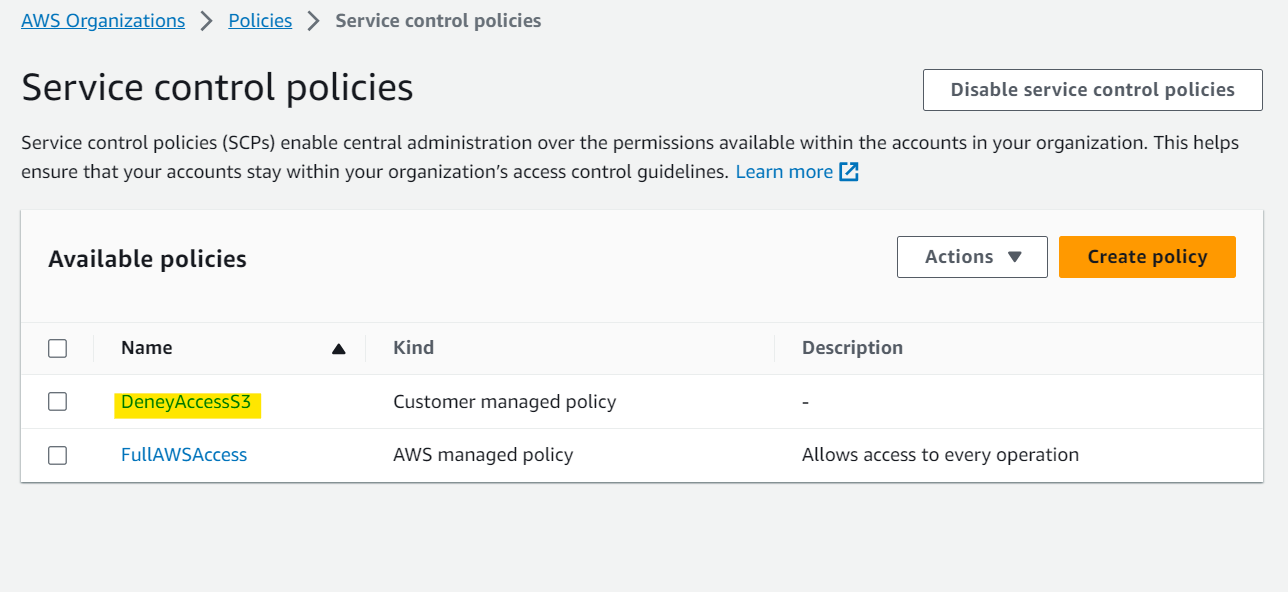 AWS Organizations > Policies > Service control policies
Service control policies
Disable service control policies
Service control policies (SCPs) enable central administration over the permissions available within the accounts in your organization. This helps
ensure that your accounts stay within your organization's access control guidelines. Learn more
Available policies
Actions
Create policy
Name Kind Description
DeneyAccessS3 Customer managed policy -
FullAWSAccess AWS managed policy Allows access to every operation